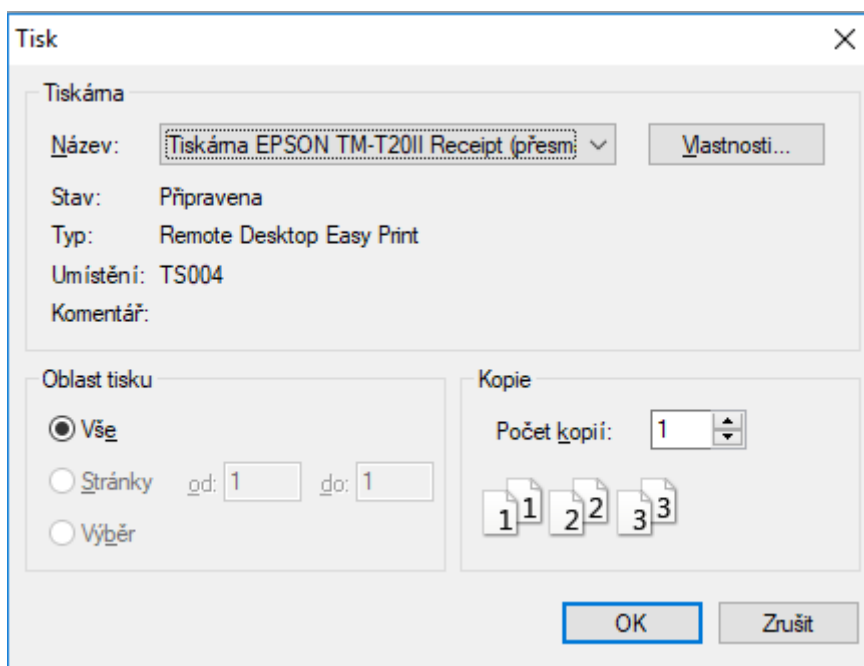 Tisk
Tiskárna
Název: Tiskárna EPSON TM-T20II Receipt (přesm Vlastnosti...
Stav: Připravena
Typ: Remote Desktop Easy Print
Umístění: TS004
Komentář:
Oblast tisku
Vše
Stránky od: 1 do: 1
Výběr
Kopie
Počet kopií: 1
1 1 2 2 3 3
OK Zrušit